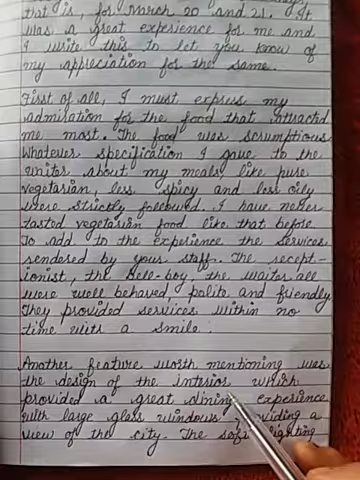 that is, for March 20 and 21. It
was a great experience for me and
I write this to let you know of
my appreciation for the same.
First of all, I must express my
admiration for the food that attracted
me most. The food was scrumptious
Whatever specification I gave to the
waiter about my meals, like pure
vegetarian, less spicy and less oily
were strictly followed. I have never
tasted vegetarian food like that before.
To add to the experience the services
rendered by your staff. The recept-
ionist, the bell-boy, the waiter all
were well behaved, polite and friendly
They provided services within no
time with a smile.
Another feature worth mentioning was
the design of the interior which
provided a great dining experience
with large glass windows providing a
view of the city. The soft lighting